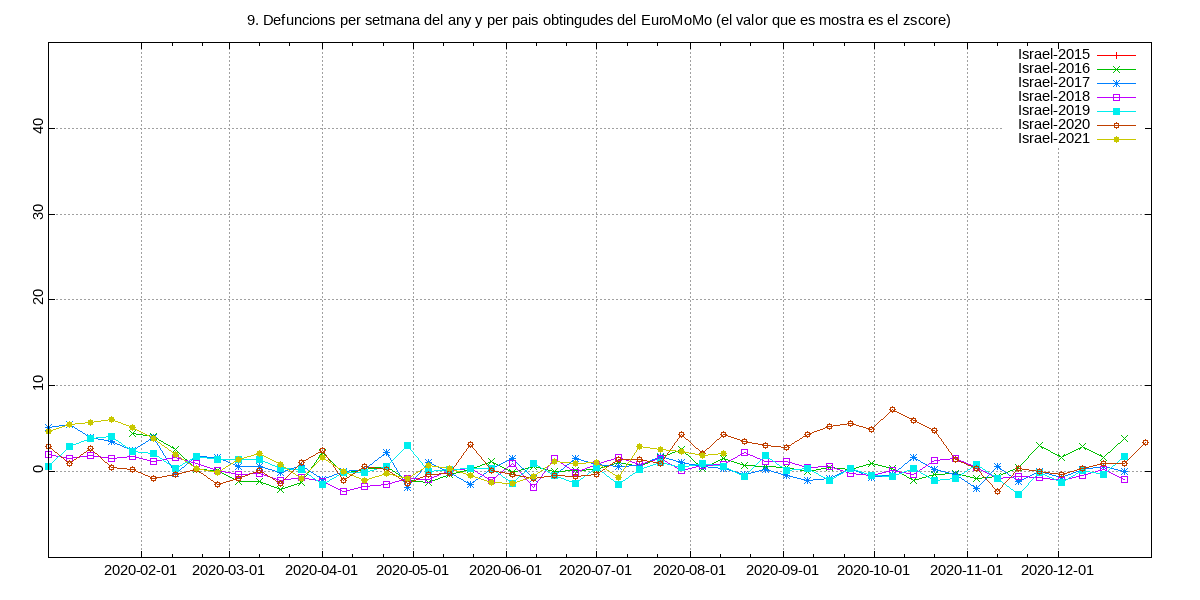 9. Defuncions per setmana del any y per pais obtingudes del EuroMoMo (el valor que es mostra es el zscore)
Israel-2015
Israel-2016
Israel-2017
Israel-2018
Israel-2019
Israel-2020
Israel-2021
40
30
20
10
0
2020-02-01 2020-03-01 2020-04-01 2020-05-01 2020-06-01 2020-07-01 2020-08-01 2020-09-01 2020-10-01 2020-11-01 2020-12-01